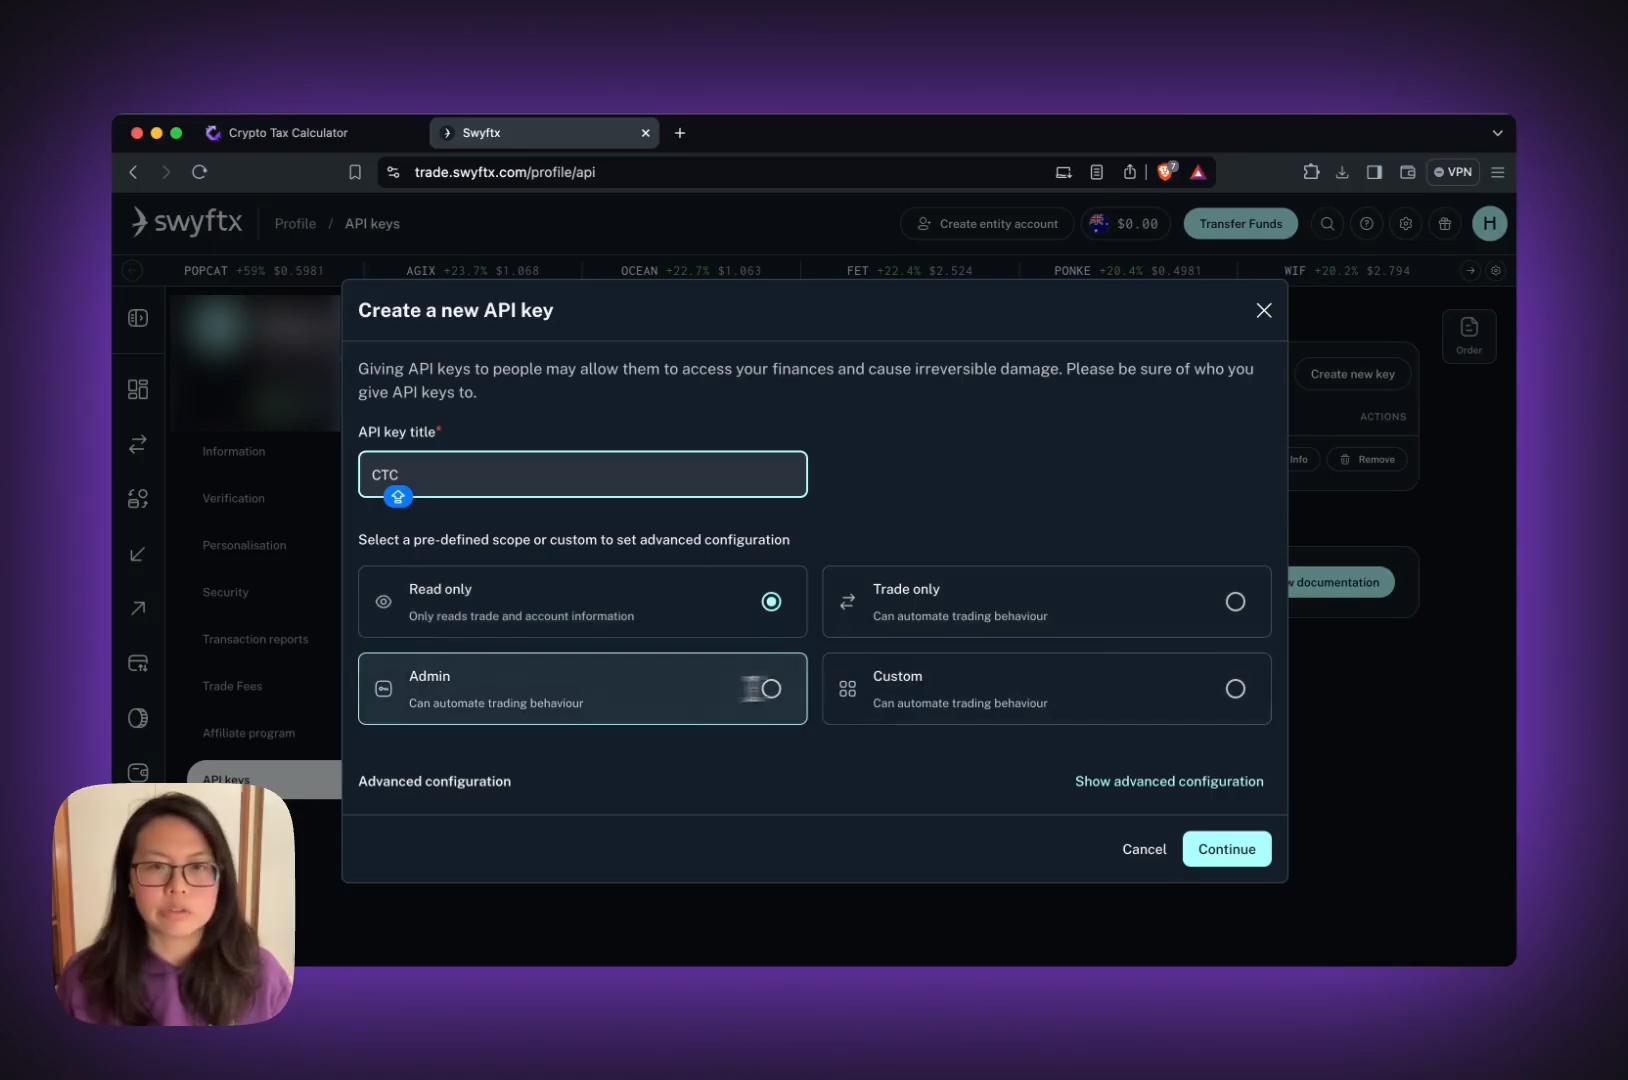 Crypto Tax Calculator
Swyftx
trade.swyftx.com/profile/api
7
VPN
swyftx
Profile / API keys
Create entity account
$0.00
Transfer Funds
H
POPCAT +59% $0.5981
AGIX +23.7% $1.068
OCEAN +22.7% $1.063
FET +22.4% $2.524
PONKE +20.4% $0.4981
WIF +20.2% $2.794
Create a new API key
Order
Giving API keys to people may allow them to access your finances and cause irreversible damage. Please be sure of who you
give API keys to.
Create new key
ACTIONS
API key title*
CTC
Info
Remove
Information
Verification
Personalisation
Security
Transaction reports
Trade Fees
Affiliate program
API keys
Select a pre-defined scope or custom to set advanced configuration
Read only
Only reads trade and account information
Trade only
Can automate trading behaviour
w documentation
Admin
Can automate trading behaviour
Custom
Can automate trading behaviour
Advanced configuration
Show advanced configuration
Cancel
Continue